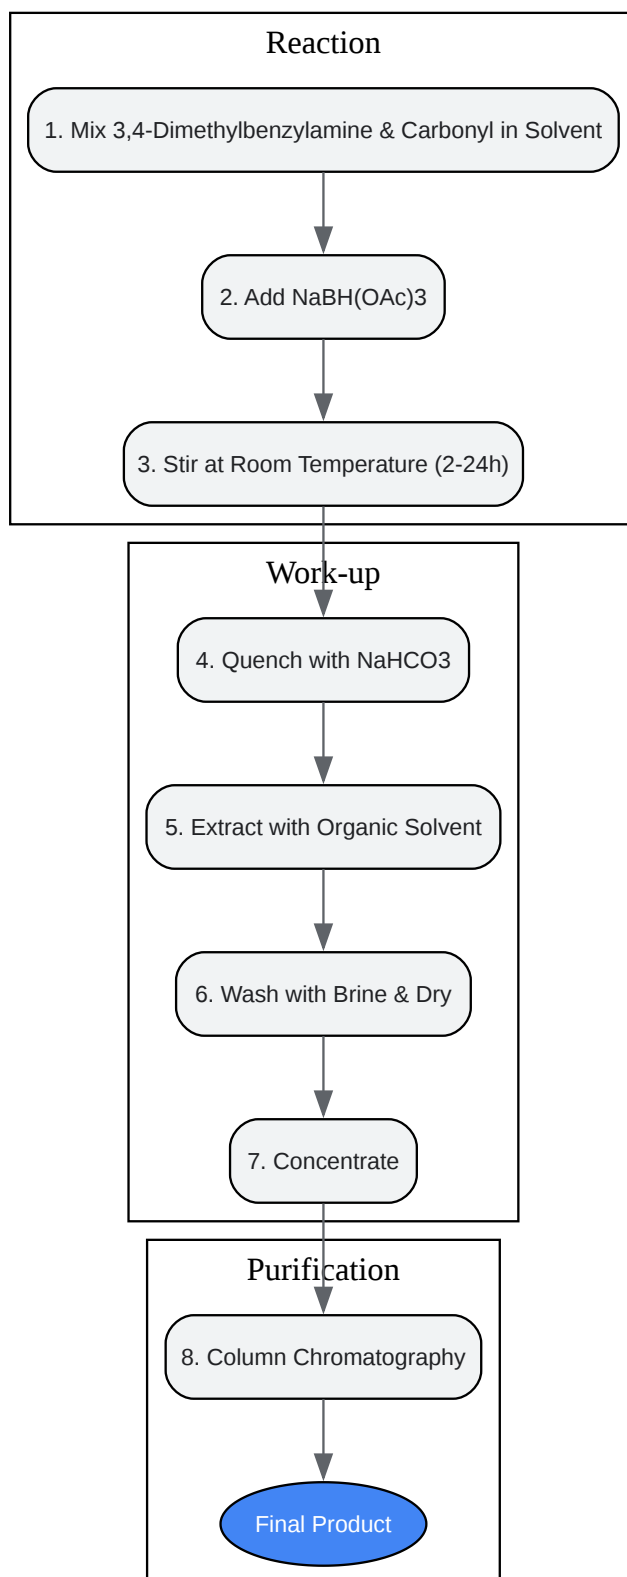 Reaction
1. Mix 3,4-Dimethylbenzylamine & Carbonyl in Solvent
2. Add NaBH(OAc)3
3. Stir at Room Temperature (2-24h)
Work-up
4. Quench with NaHCO3
5. Extract with Organic Solvent
6. Wash with Brine & Dry
7. Concentrate
Purification
8. Column Chromatography
Final Product